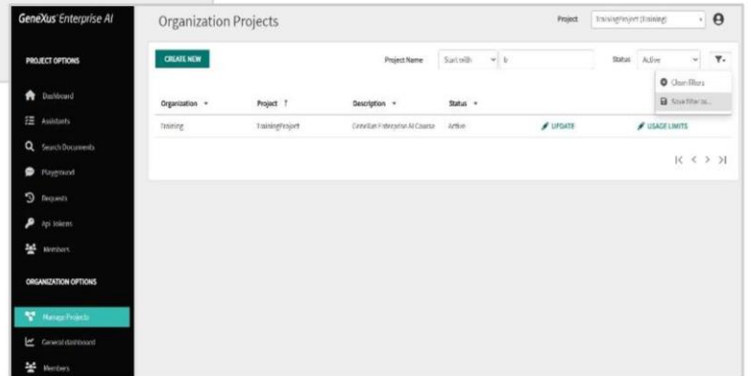 GeneXus Enterprise AI
Organization Projects
Project TrainingProject (Training)
PROJECT OPTIONS
CREATE NEW
Project Name Start with b
Status Active
Clean filters
Save filter as...
Dashboard
Assistants
Search Documents
Playground
Requests
Api Tokens
Members
Organization Project Description Status
Training TrainingProject GeneXus Enterprise AI Course Active UPDATE USAGE LIMITS
ORGANIZATION OPTIONS
Manage Projects
General dashboard
Members